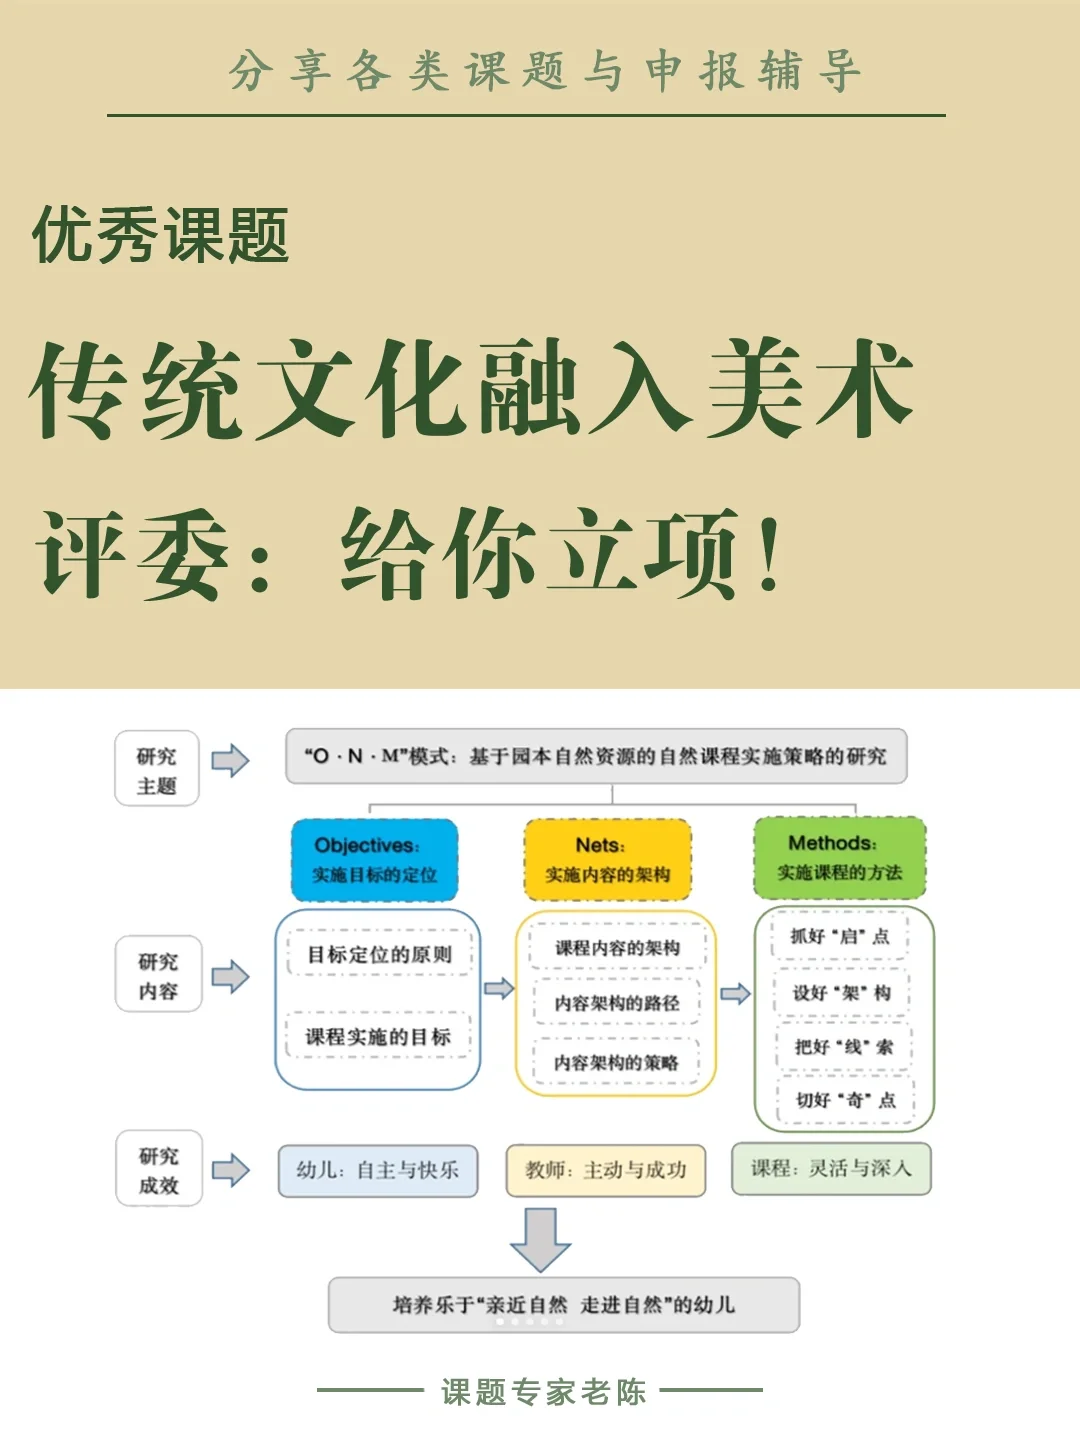 分享各类课题与申报辅导
优秀课题
传统文化融入美术
评委：给你立项！
研究
主题
“O·N·M”模式：基于园本自然资源的自然课程实施策略的研究
Objectives：
实施目标的定位
Nets：
实施内容的架构
Methods：
实施课程的方法
研究
内容
目标定位的原则
课程实施的目标
课程内容的架构
内容架构的路径
内容架构的策略
抓好“启”点
设好“架”构
把好“线”索
切好“奇”点
研究
成效
幼儿：自主与快乐
教师：主动与成功
课程：灵活与深入
培养乐于“亲近自然 走进自然”的幼儿
课题专家老陈